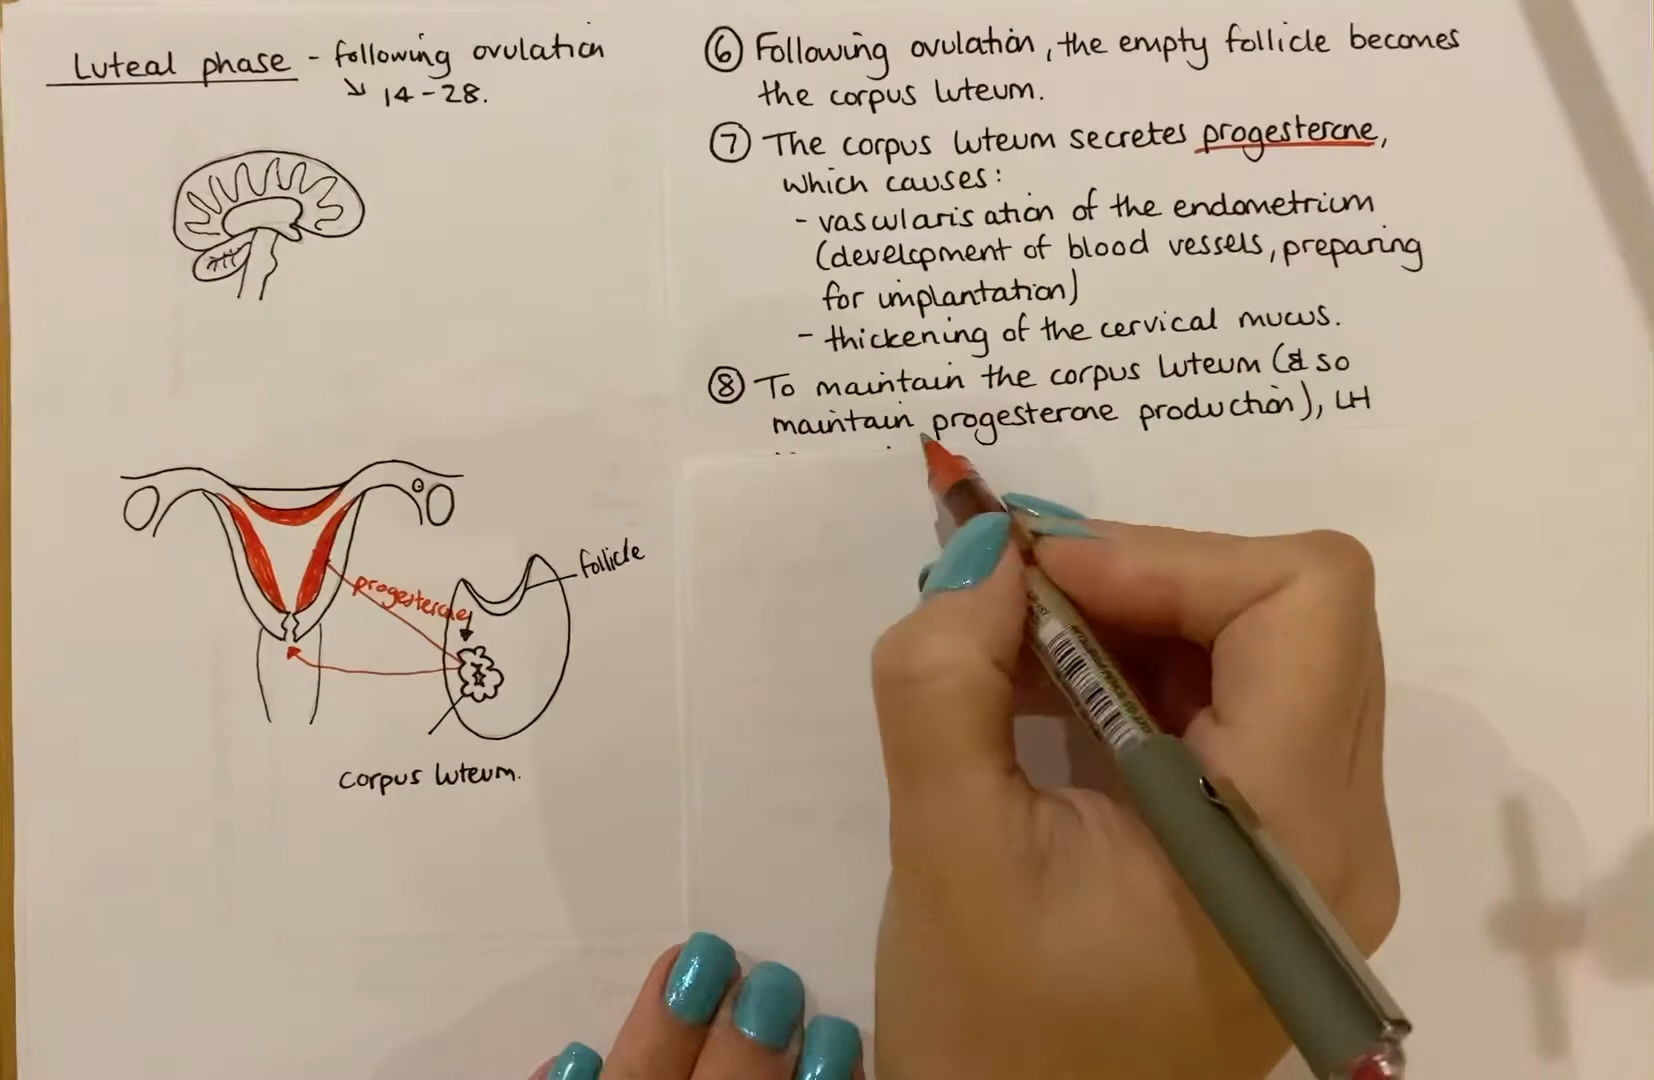 Luteal phase - following ovulation
↘ 14-28.
progesterone
follicle
corpus luteum.
⑥ Following ovulation, the empty follicle becomes
the corpus luteum.
⑦ The corpus luteum secretes progesterone,
which causes:
- vascularisation of the endometrium
(development of blood vessels, preparing
for implantation)
- thickening of the cervical mucus.
⑧ To maintain the corpus luteum (& so
maintain progesterone production), LH